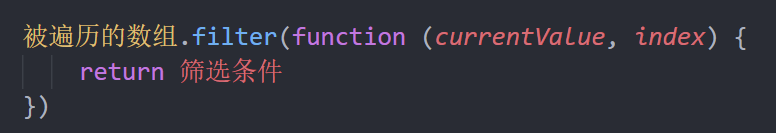 被遍历的数组.filter(function (currentValue, index) {
    return 筛选条件
})